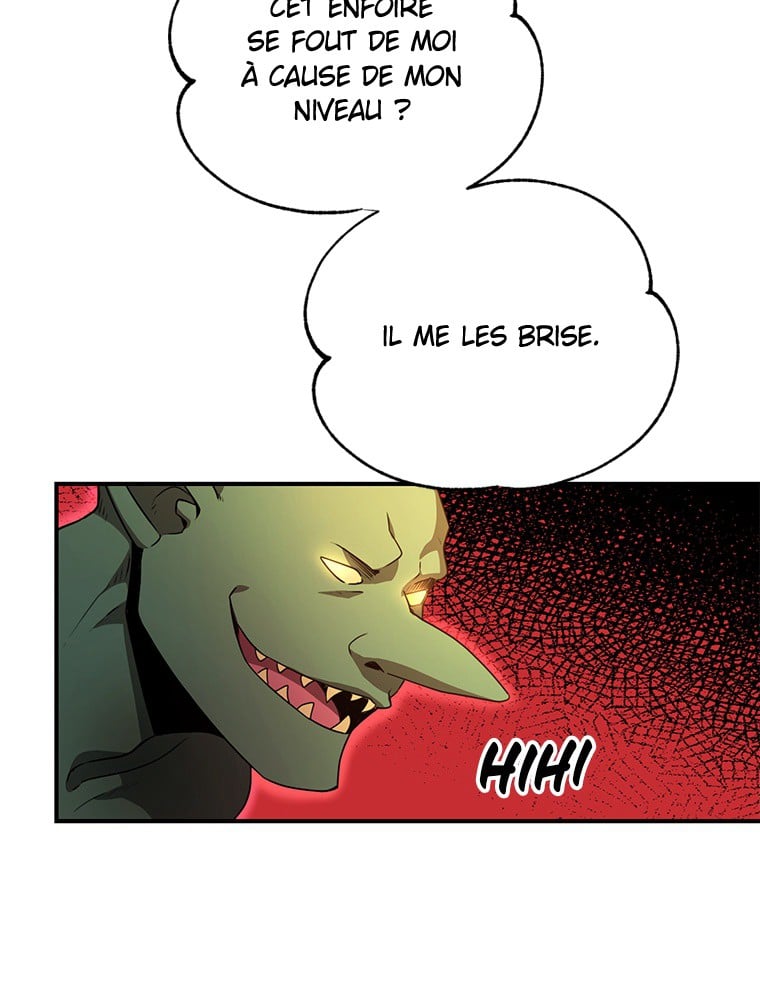 CET ENFOIRÉ
SE FOUT DE MOI
À CAUSE DE MON
NIVEAU ?
IL ME LES BRISE.
HIHI